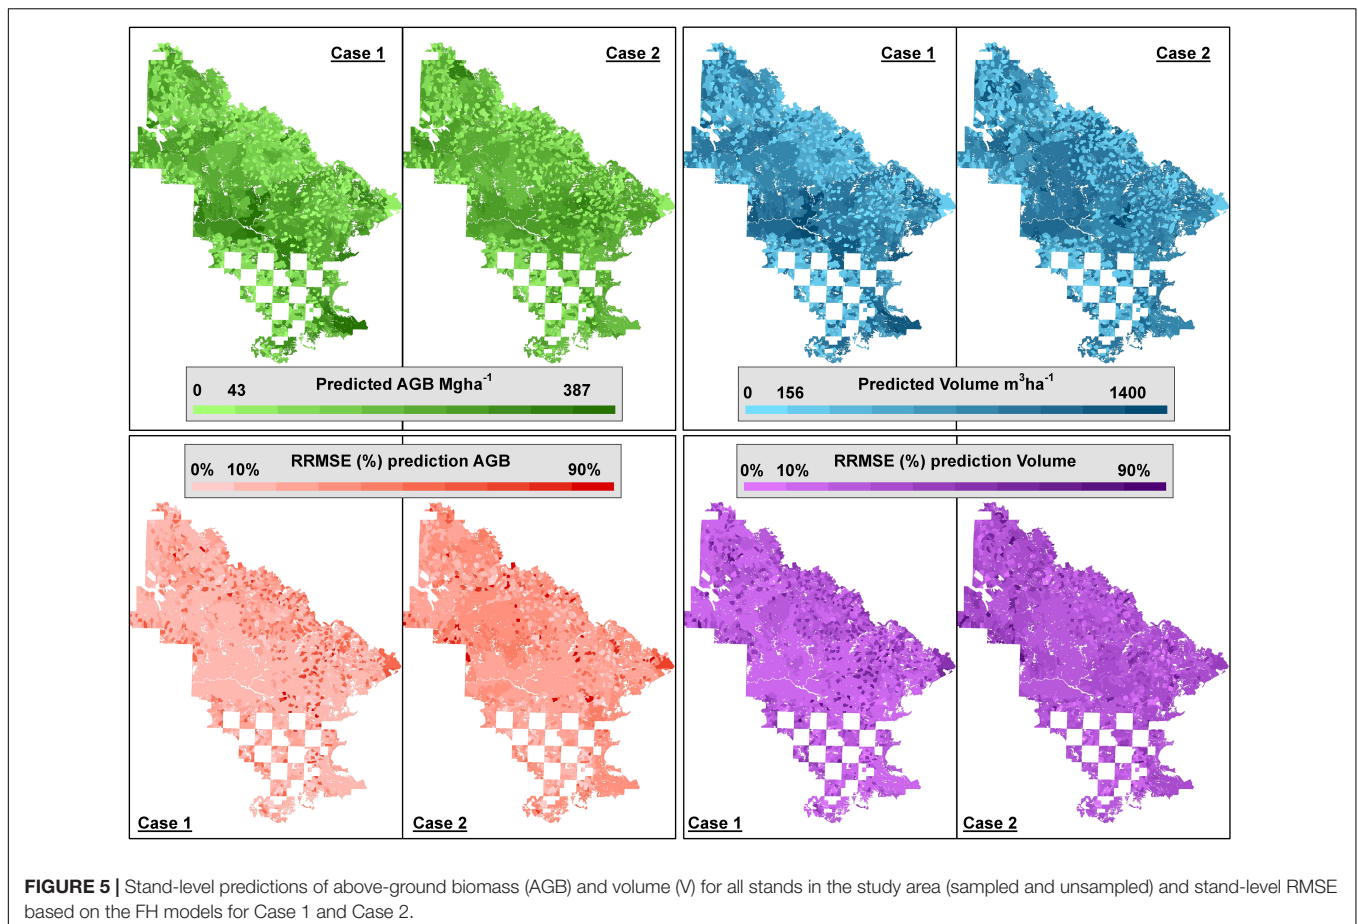 Case 1
Case 2
Case 1
Case 2
Predicted AGB Mgha⁻¹
0 43 387
Predicted Volume m³ha⁻¹
0 156 1400
RRMSE (%) prediction AGB
0% 10% 90%
RRMSE (%) prediction Volume
0% 10% 90%
Case 1
Case 2
Case 1
Case 2
FIGURE 5 | Stand-level predictions of above-ground biomass (AGB) and volume (V) for all stands in the study area (sampled and unsampled) and stand-level RMSE
based on the FH models for Case 1 and Case 2.